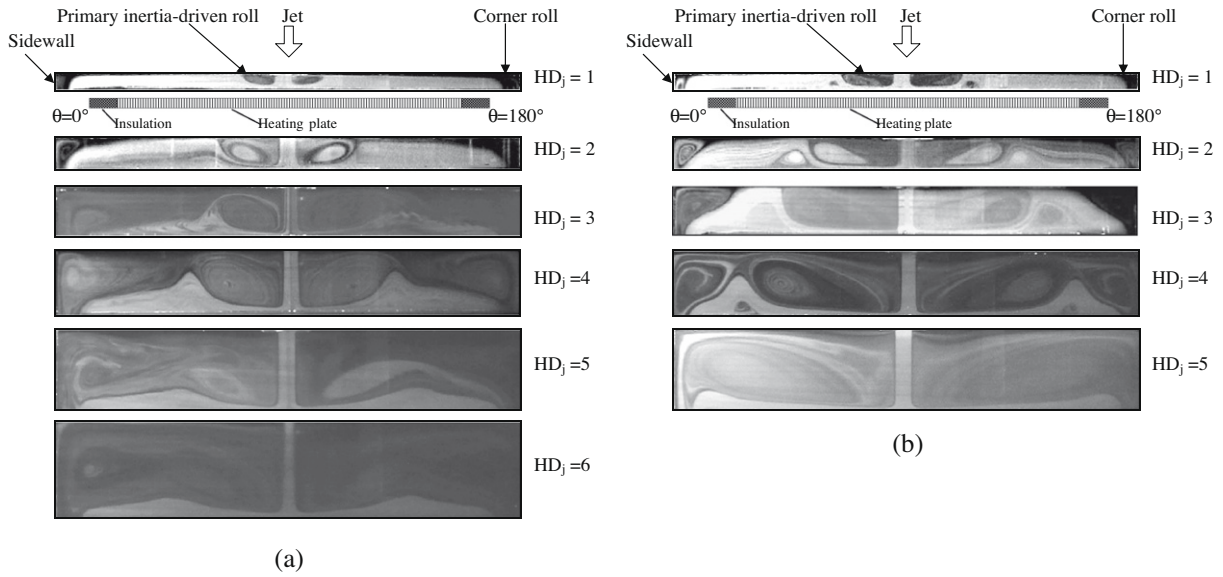 Primary inertia-driven roll
Jet
Corner roll
Sidewall
HDj = 1
θ=0°
θ=180°
Insulation
Heating plate
HDj = 2
HDj = 3
HDj =4
HDj =5
HDj =6
(a)
Primary inertia-driven roll
Jet
Corner roll
Sidewall
HDj = 1
θ=0°
θ=180°
Insulation
Heating plate
HDj = 2
HDj = 3
HDj =4
HDj =5
(b)